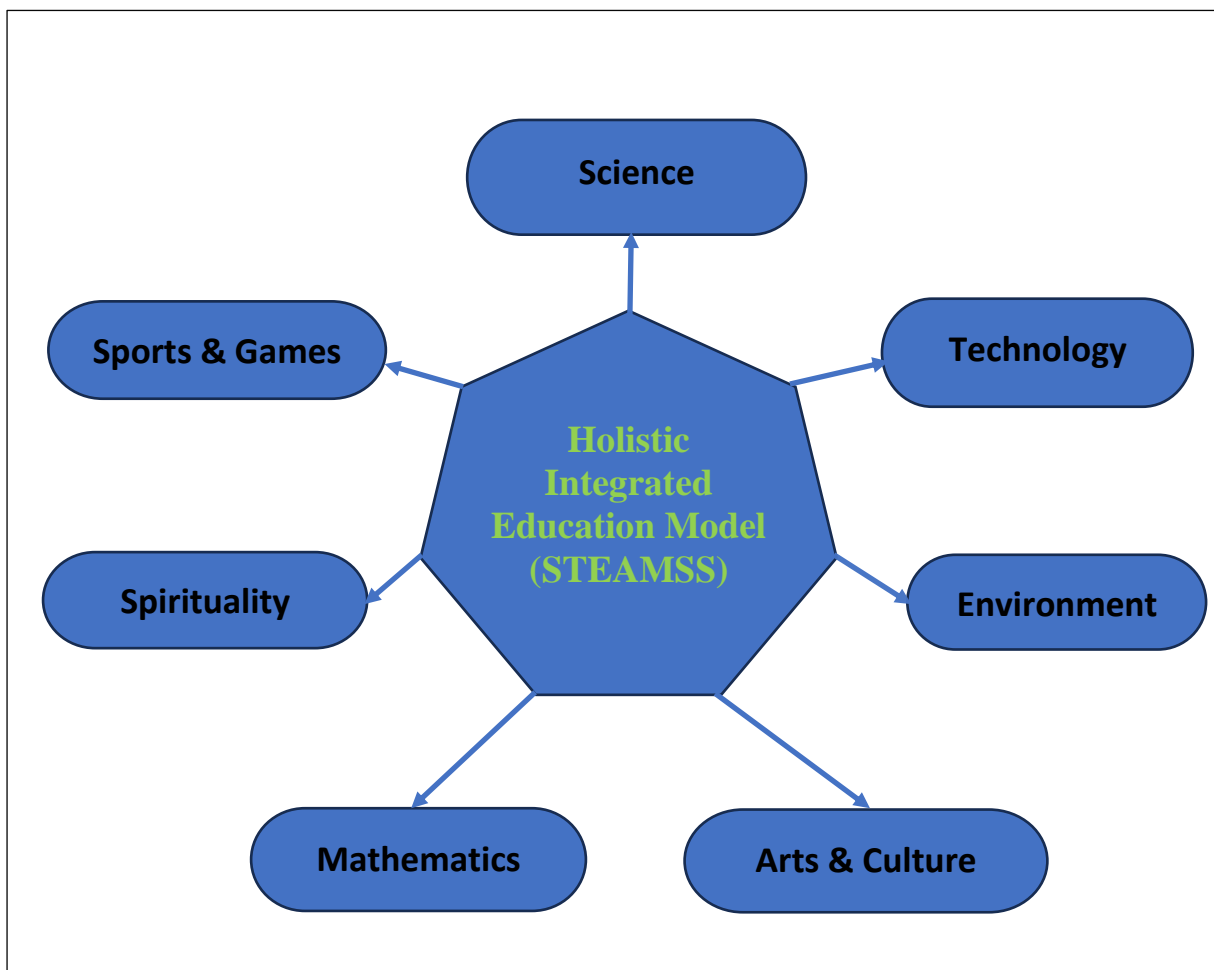 Science
Sports & Games
Technology
Holistic
Integrated
Education Model
(STEAMSS)
Spirituality
Environment
Mathematics
Arts & Culture